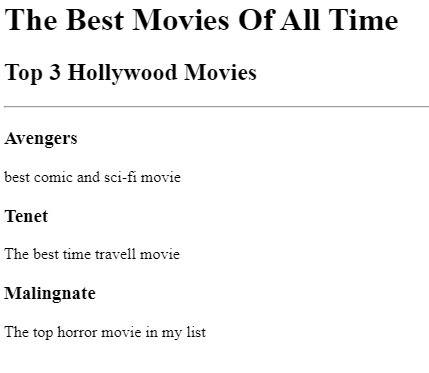 The Best Movies Of All Time
Top 3 Hollywood Movies
Avengers
best comic and sci-fi movie
Tenet
The best time travell movie
Malingnate
The top horror movie in my list